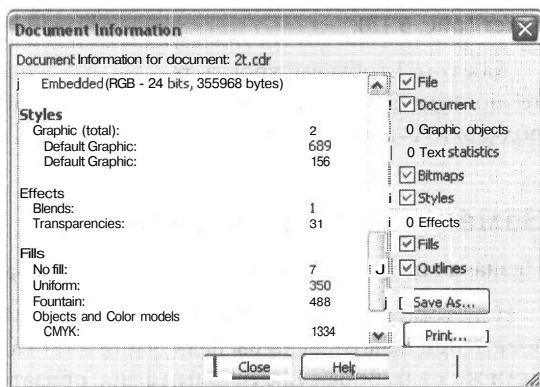 Document Information
Document Information for document: 2t.cdr
j Embedded (RGB - 24 bits, 355968 bytes)
Styles
Graphic (total): 2
Default Graphic: 689
Default Graphic: 156
Effects
Blends: 1
Transparencies: 31
Fills
No fill: 7
Uniform: 350
Fountain: 488
Objects and Color models
CMYK: 1334
File
! Document
0 Graphic objects
| 0 Text statistics
Bitmaps
i Styles
i 0 Effects
Fills
J Outlines
j [ Save As...
Print... ]
Close
Help